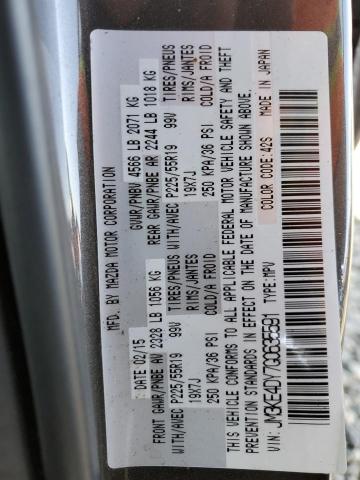 MFD. BY MAZDA MOTOR CORPORATION
DATE 02/15 GVWR/PNBV 4566 LB 2071 KG
FRONT GAWR/PNBE AV 2328 LB 1056 KG REAR GAWR/PNBE AR 2244 LB 1018 KG
WITH/AVEC P225/55R19 99V TIRES/PNEUS WITH/AVEC P225/55R19 99V TIRES/PNEUS
19X7J RIMS/JANTES 19X7J RIMS/JANTES
250 KPA/36 PSI COLD/A FROID 250 KPA/36 PSI COLD/A FROID
THIS VEHICLE CONFORMS TO ALL APPLICABLE FEDERAL MOTOR VEHICLE SAFETY AND THEFT
PREVENTION STANDARDS IN EFFECT ON THE DATE OF MANUFACTURE SHOWN ABOVE.
VIN: JM3KE4DY7G0635591 TYPE: MPV COLOR CODE: 42S MADE IN JAPAN